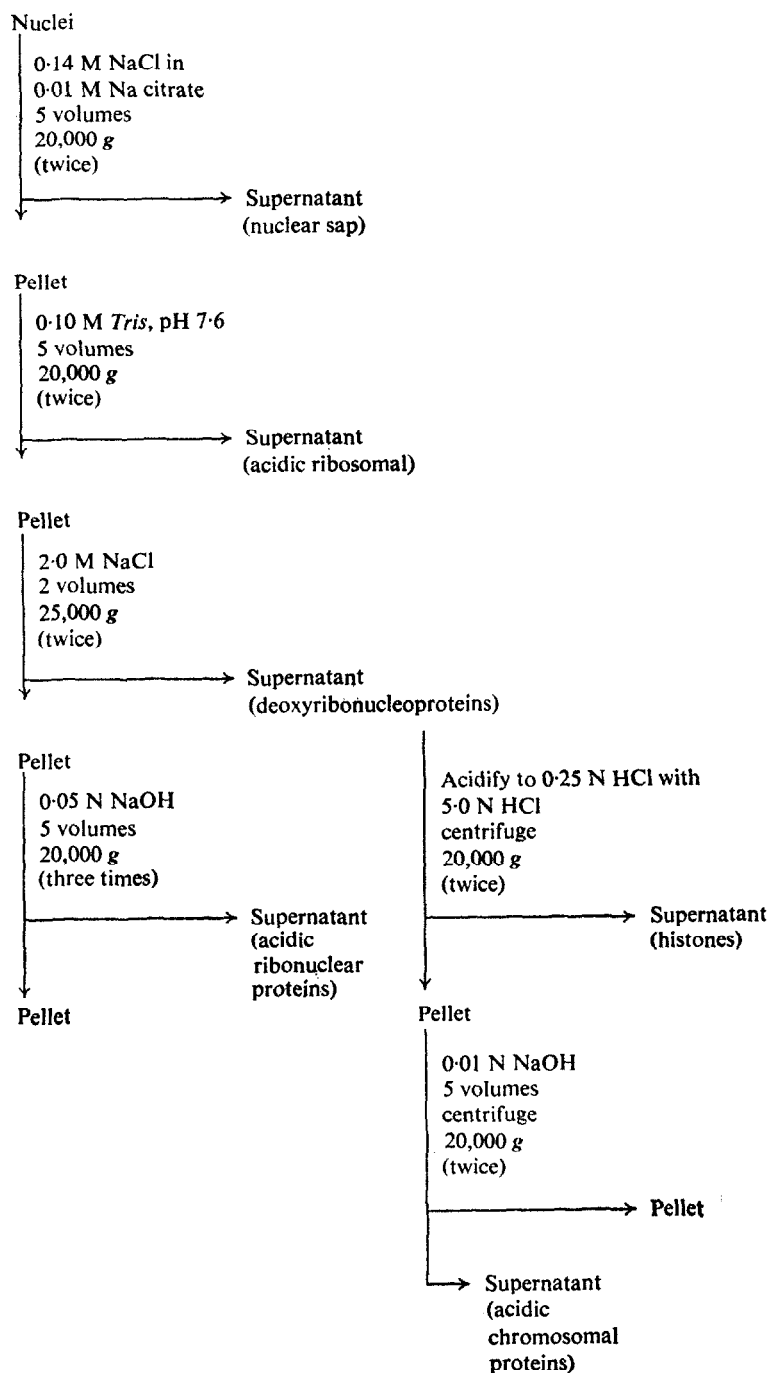 Nuclei
0·14 M NaCl in
0·01 M Na citrate
5 volumes
20,000 g
(twice)
Supernatant
(nuclear sap)
Pellet
0·10 M Tris, pH 7·6
5 volumes
20,000 g
(twice)
Supernatant
(acidic ribosomal)
Pellet
2·0 M NaCl
2 volumes
25,000 g
(twice)
Supernatant
(deoxyribonucleoproteins)
Pellet
0·05 N NaOH
5 volumes
20,000 g
(three times)
Supernatant
(acidic
ribonuclear
proteins)
Pellet
Acidify to 0·25 N HCl with
5·0 N HCl
centrifuge
20,000 g
(twice)
Supernatant
(histones)
Pellet
0·01 N NaOH
5 volumes
centrifuge
20,000 g
(twice)
Pellet
Supernatant
(acidic
chromosomal
proteins)